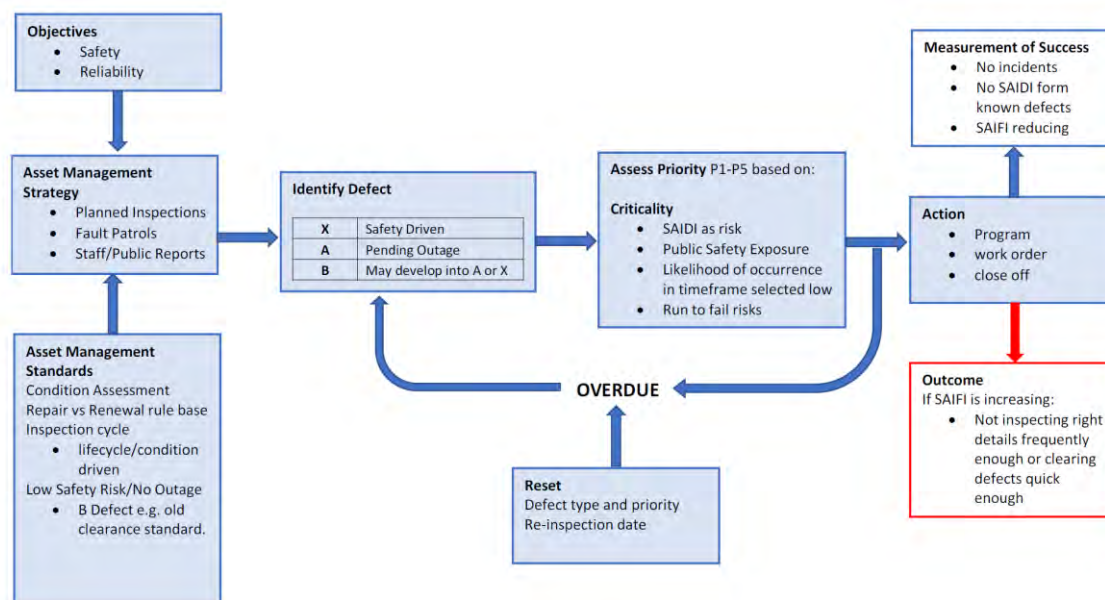 Objectives
• Safety
• Reliability
Asset Management
Strategy
• Planned Inspections
• Fault Patrols
• Staff/Public Reports
Asset Management
Standards
Condition Assessment
Repair vs Renewal rule base
Inspection cycle
• lifecycle/condition
driven
Low Safety Risk/No Outage
• B Defect e.g. old
clearance standard.
Identify Defect
X Safety Driven
A Pending Outage
B May develop into A or X
Assess Priority P1-P5 based on:
Criticality
• SAIDI as risk
• Public Safety Exposure
• Likelihood of occurrence
in timeframe selected low
• Run to fail risks
OVERDUE
Reset
Defect type and priority
Re-inspection date
Measurement of Success
• No incidents
• No SAIDI form
known defects
• SAIFI reducing
Action
• Program
• work order
• close off
Outcome
If SAIFI is increasing:
• Not inspecting right
details frequently
enough or clearing
defects quick
enough